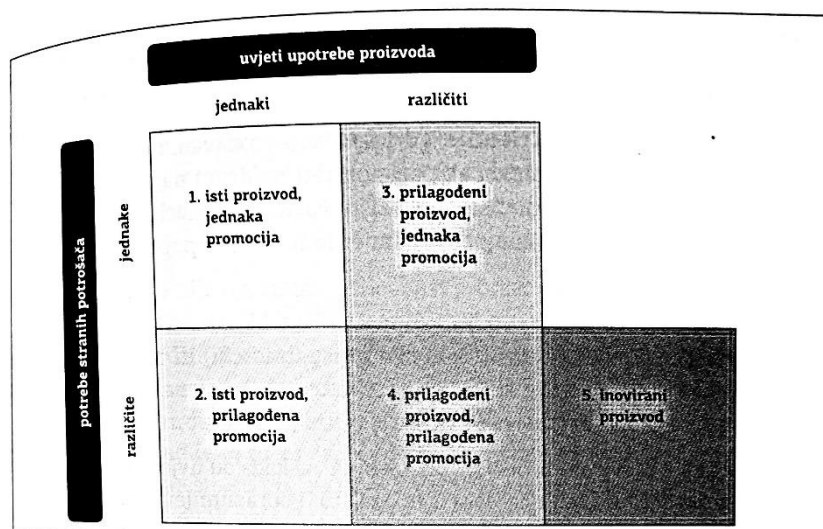 uvjeti upotrebe proizvoda
jednaki
različiti
potrebe stranih potrošača
jednake
1. isti proizvod,
jednaka
promocija
3. prilagođeni
proizvod,
jednaka
promocija
različite
2. isti proizvod,
prilagođena
promocija
4. prilagođeni
proizvod,
prilagođena
promocija
5. inovirani
proizvod